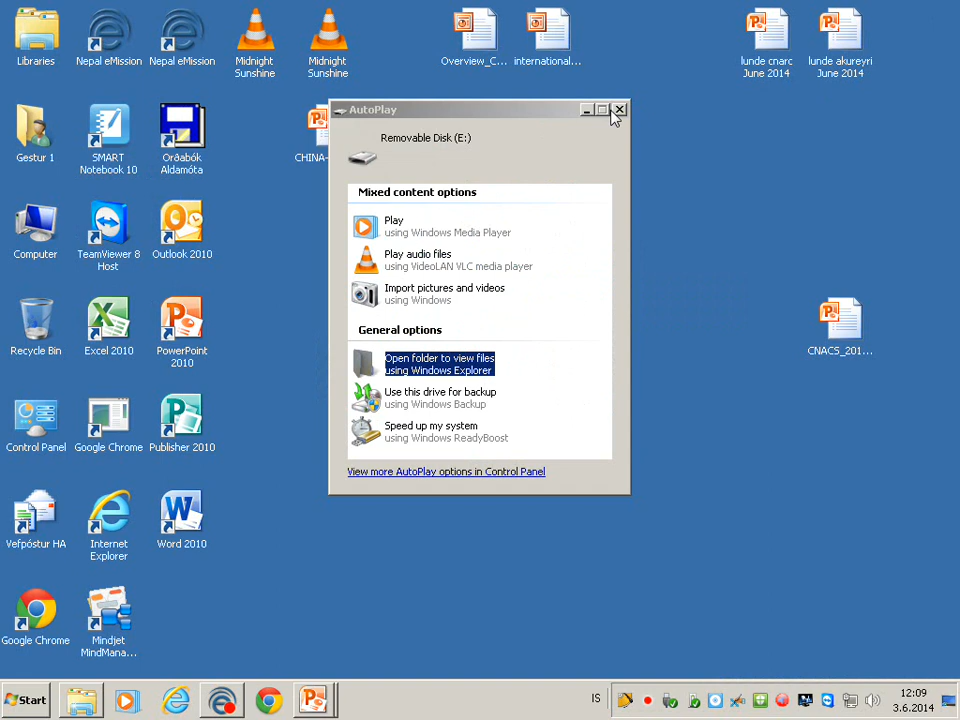 Libraries
Nepal eMission
Nepal eMission
Midnight
Sunshine
Midnight
Sunshine
Overview_C...
international...
lunde cnarc
June 2014
lunde akureyri
June 2014
Gestur 1
SMART
Notebook 10
Orðabók
Aldamóta
CHINA-
AutoPlay
Removable Disk (E:)
Mixed content options
Play
using Windows Media Player
Play audio files
using VideoLAN VLC media player
Import pictures and videos
using Windows
General options
Open folder to view files
using Windows Explorer
Use this drive for backup
using Windows Backup
Speed up my system
using Windows ReadyBoost
View more AutoPlay options in Control Panel
Computer
TeamViewer 8
Host
Outlook 2010
Recycle Bin
Excel 2010
PowerPoint
2010
CNACS_201...
Control Panel
Google Chrome
Publisher 2010
Vefpóstur HA
Internet
Explorer
Word 2010
Google Chrome
Mindjet
MindMana...
Start
IS
12:09
3.6.2014